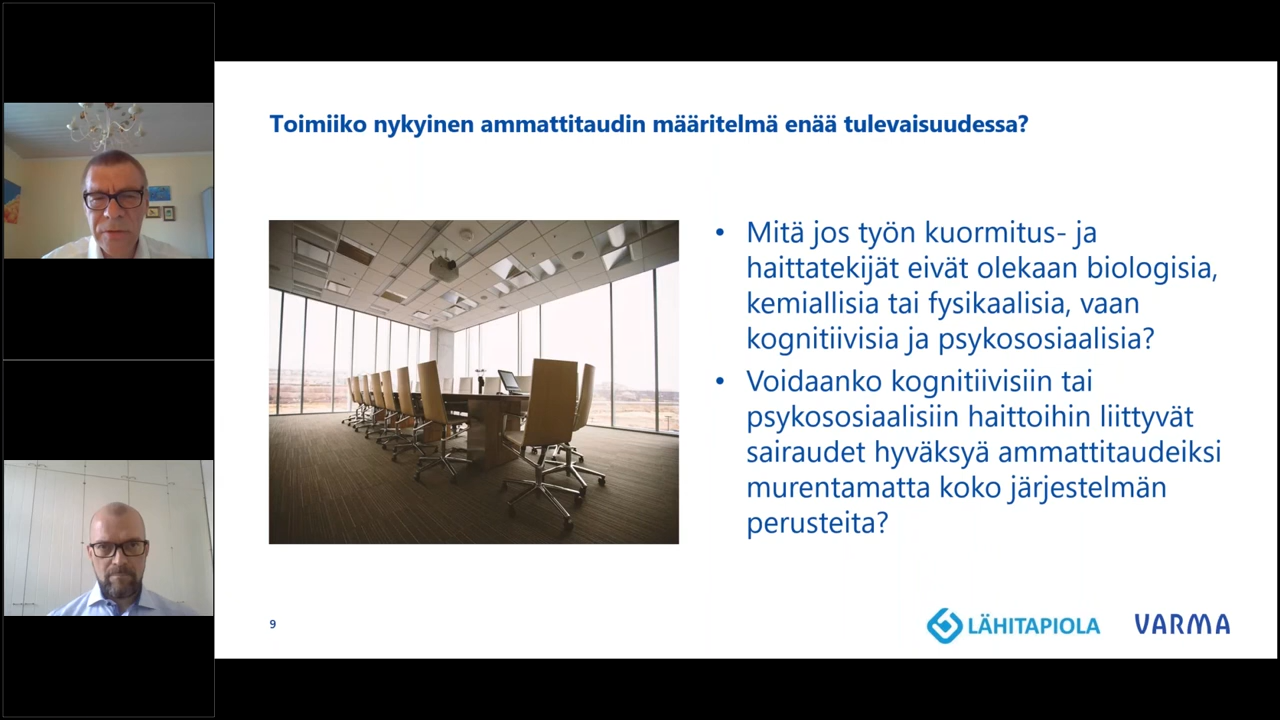 Toimiiko nykyinen ammattitaudin määritelmä enää tulevaisuudessa?
• Mitä jos työn kuormitus- ja
haittatekijät eivät olekaan biologisia,
kemiallisia tai fysikaalisia, vaan
kognitiivisia ja psykososiaalisia?
• Voidaanko kognitiivisiin tai
psykososiaalisiin haittoihin liittyvät
sairaudet hyväksyä ammattitaudeiksi
murentamatta koko järjestelmän
perusteita?
9
LÄHITAPIOLA
VARMA